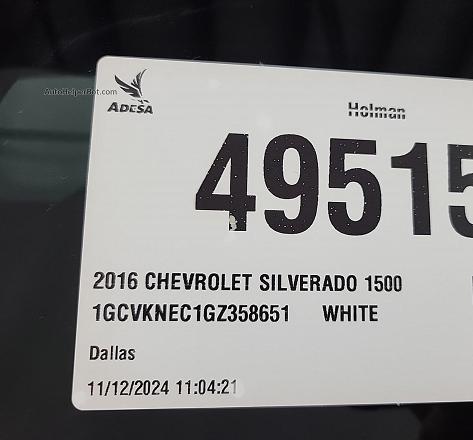 AutoHelperBot.com
ADESA
Holman
49515
2016 CHEVROLET SILVERADO 1500
1GCVKNEC1GZ358651 WHITE
Dallas
11/12/2024 11:04:21